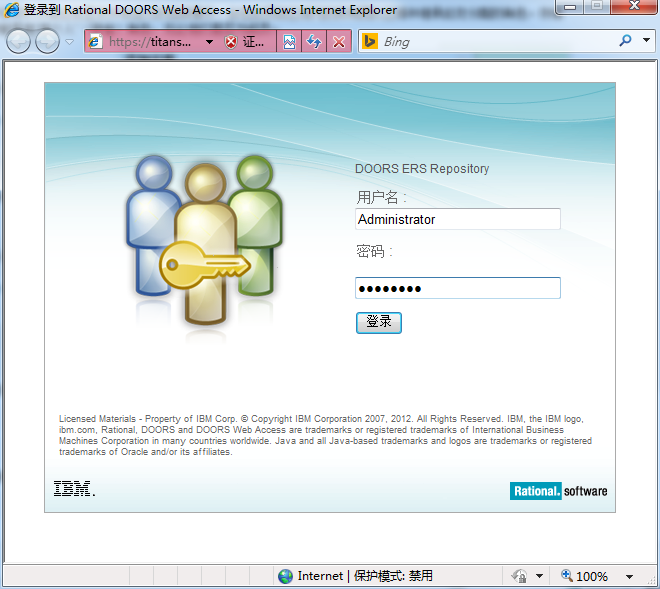 登录到 Rational DOORS Web Access - Windows Internet Explorer
https://titans...
证...
Bing
DOORS ERS Repository
用户名：
Administrator
密码：
●●●●●●●●
登录
Licensed Materials - Property of IBM Corp. © Copyright IBM Corporation 2007, 2012. All Rights Reserved. IBM, the IBM logo,
ibm.com, Rational, DOORS and DOORS Web Access are trademarks or registered trademarks of International Business
Machines Corporation in many countries worldwide. Java and all Java-based trademarks and logos are trademarks or registered
trademarks of Oracle and/or its affiliates.
IBM.
Rational. software
Internet | 保护模式: 禁用
100%